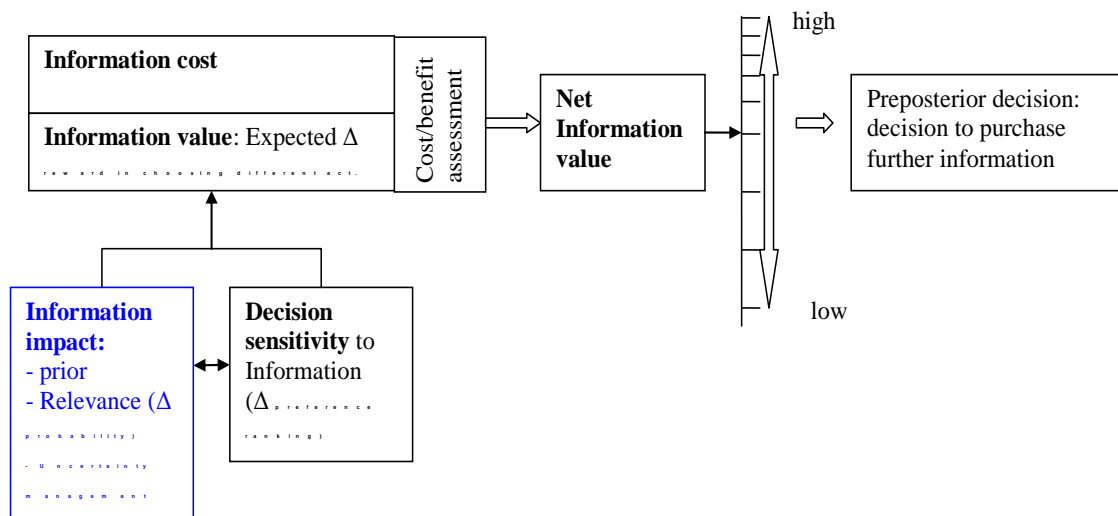 Information cost
Information value: Expected Δ
reward in choosing different act.
Cost/benefit
assessment
Net
Information
value
high
low
Preposterior decision:
decision to purchase
further information
Information
impact:
- prior
- Relevance (Δ
probability)
- Uncertainty
management
Decision
sensitivity to
Information
(Δ preference
ranking)